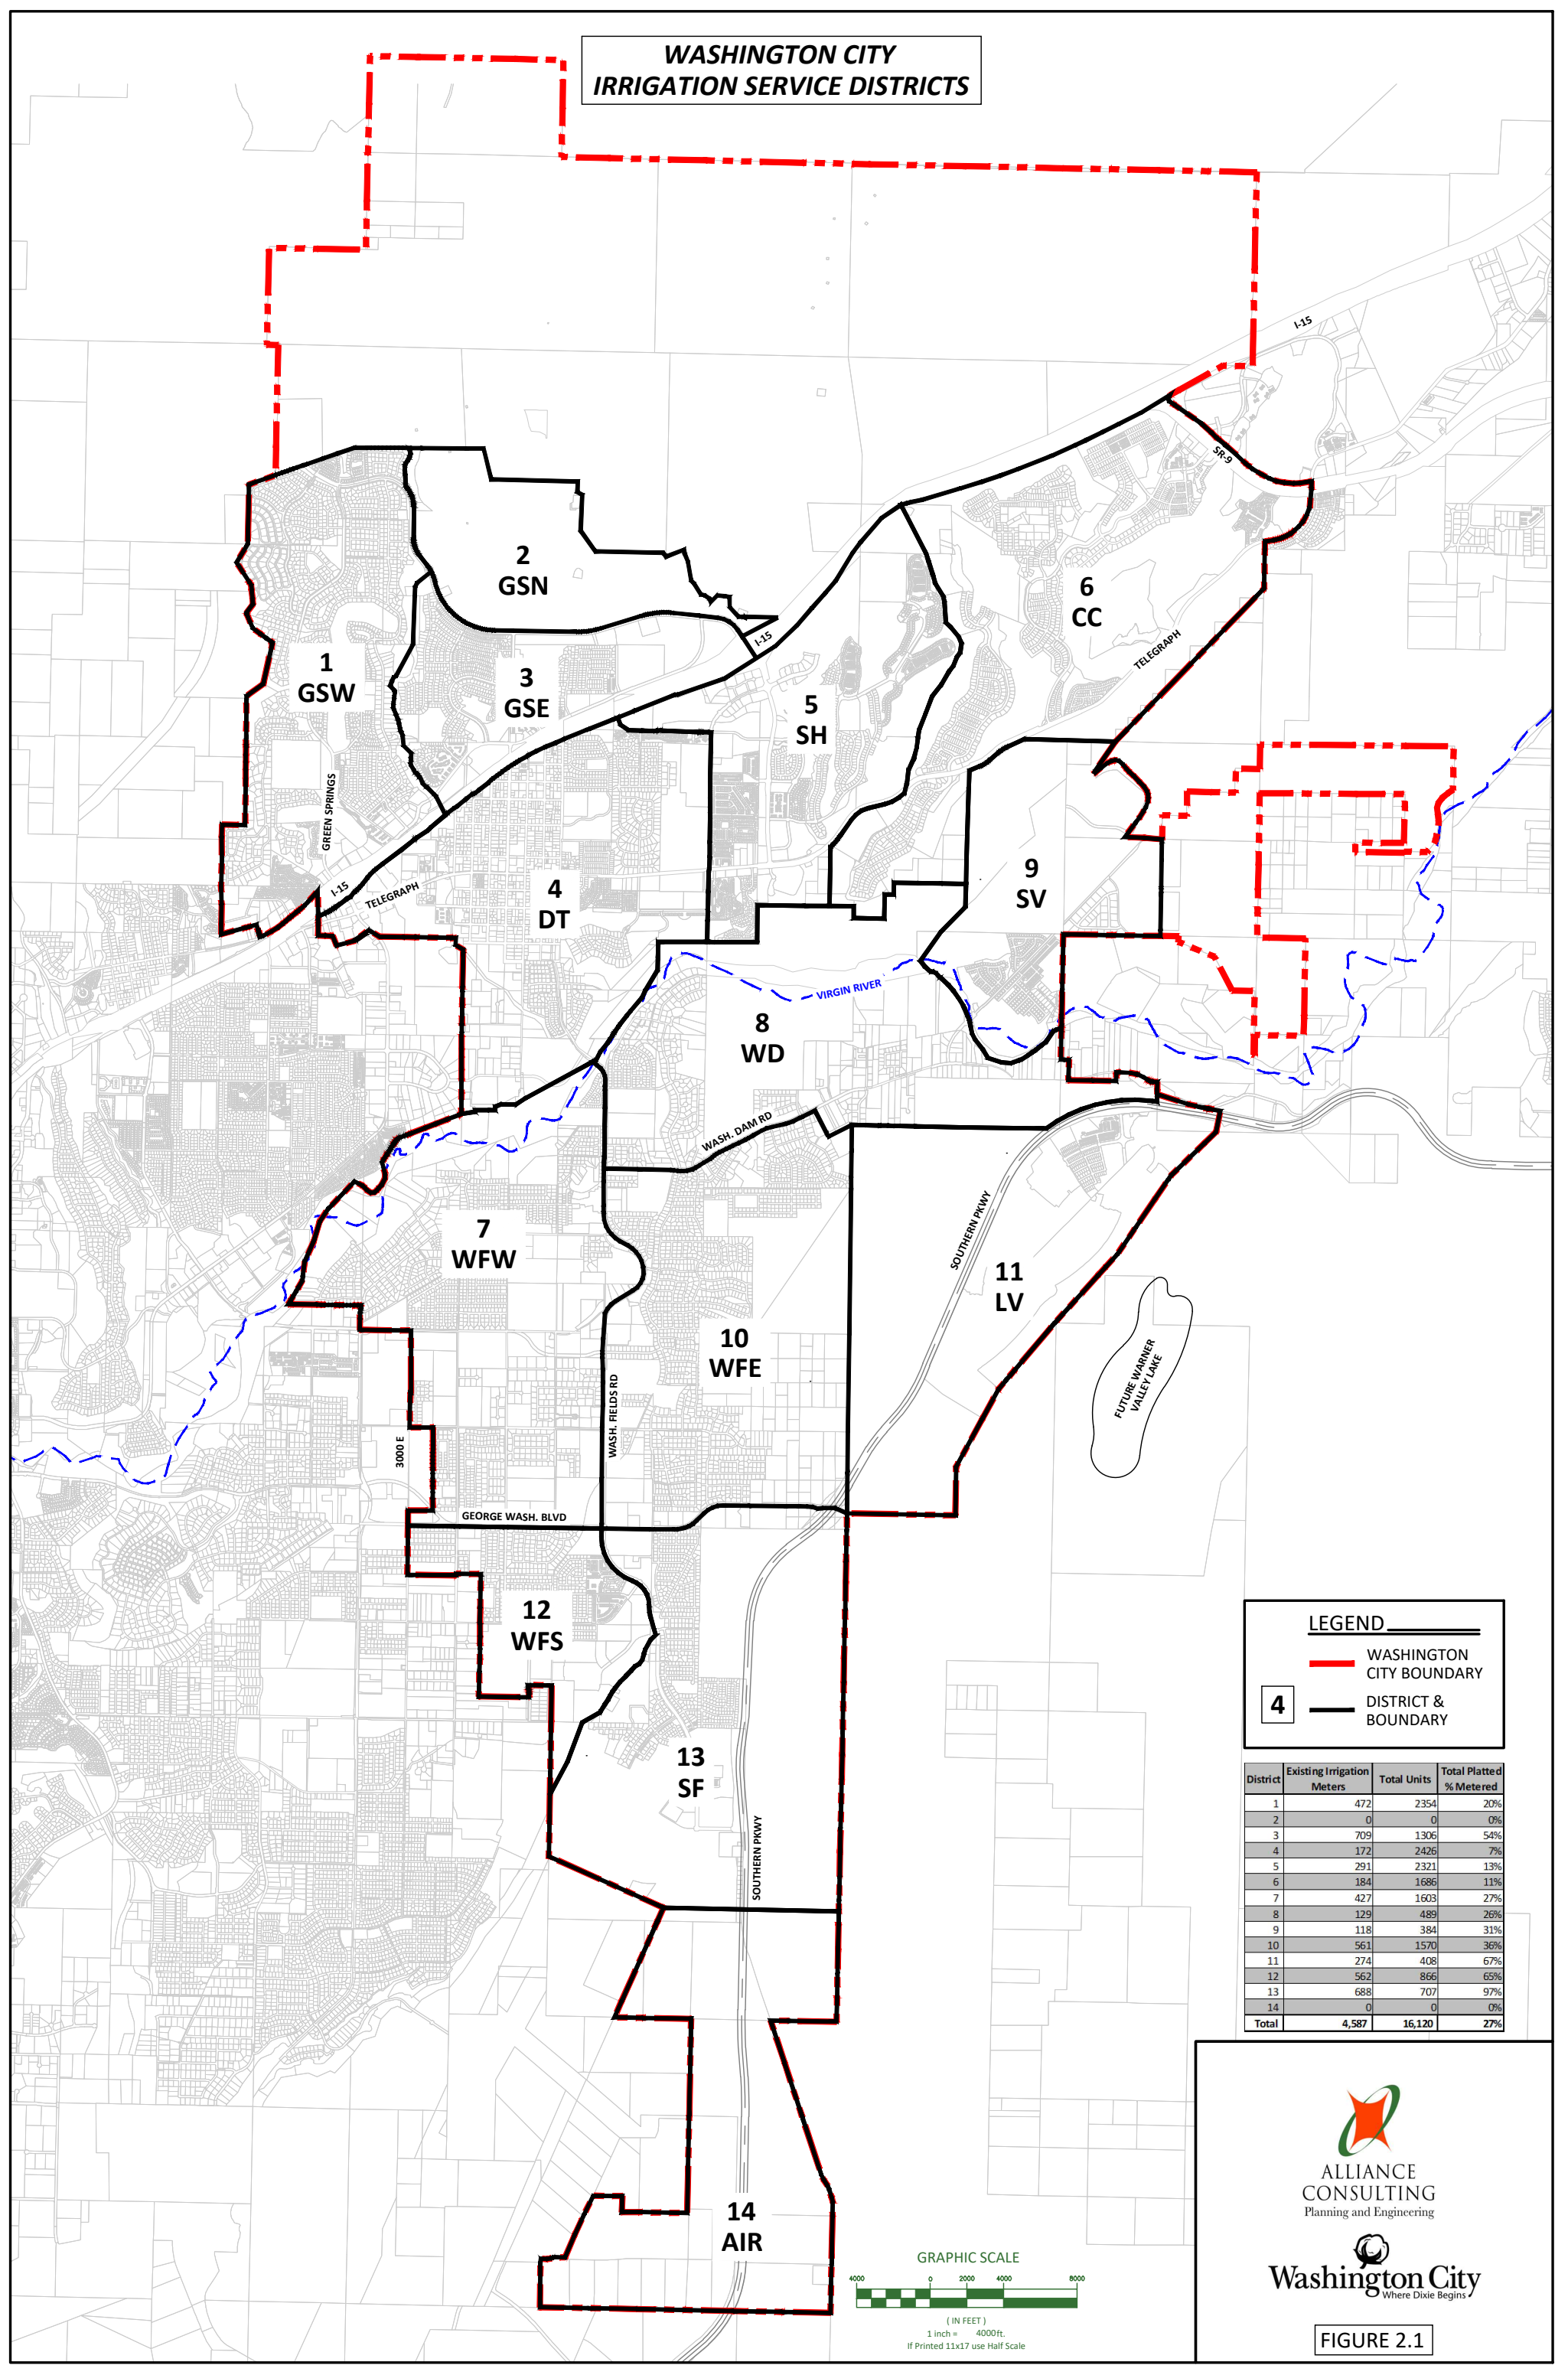 WASHINGTON CITY
IRRIGATION SERVICE DISTRICTS
I-15
SR-9
2
GSN
6
CC
1
GSW
3
GSE
I-15
TELEGRAPH
5
SH
GREEN SPRINGS
I-15
TELEGRAPH
4
DT
9
SV
VIRGIN RIVER
8
WD
WASH. DAM RD
7
WFW
SOUTHERN PKWY
11
LV
10
WFE
FUTURE WARNER
VALLEY LAKE
WASH. FIELDS RD
3000 E
GEORGE WASH. BLVD
12
WFS
13
SF
SOUTHERN PKWY
14
AIR
LEGEND
WASHINGTON
CITY BOUNDARY
4
DISTRICT &
BOUNDARY
District Existing Irrigation Meters Total Units Total Platted % Metered
1 472 2354 20%
2 0 0 0%
3 709 1306 54%
4 172 2426 7%
5 291 2321 13%
6 184 1686 11%
7 427 1603 27%
8 129 489 26%
9 118 384 31%
10 561 1570 36%
11 274 408 67%
12 562 866 65%
13 688 707 97%
14 0 0 0%
Total 4,587 16,120 27%
ALLIANCE
CONSULTING
Planning and Engineering
Washington City
Where Dixie Begins
FIGURE 2.1
GRAPHIC SCALE
4000 0 2000 4000 8000
( IN FEET )
1 inch = 4000 ft.
If Printed 11x17 use Half Scale